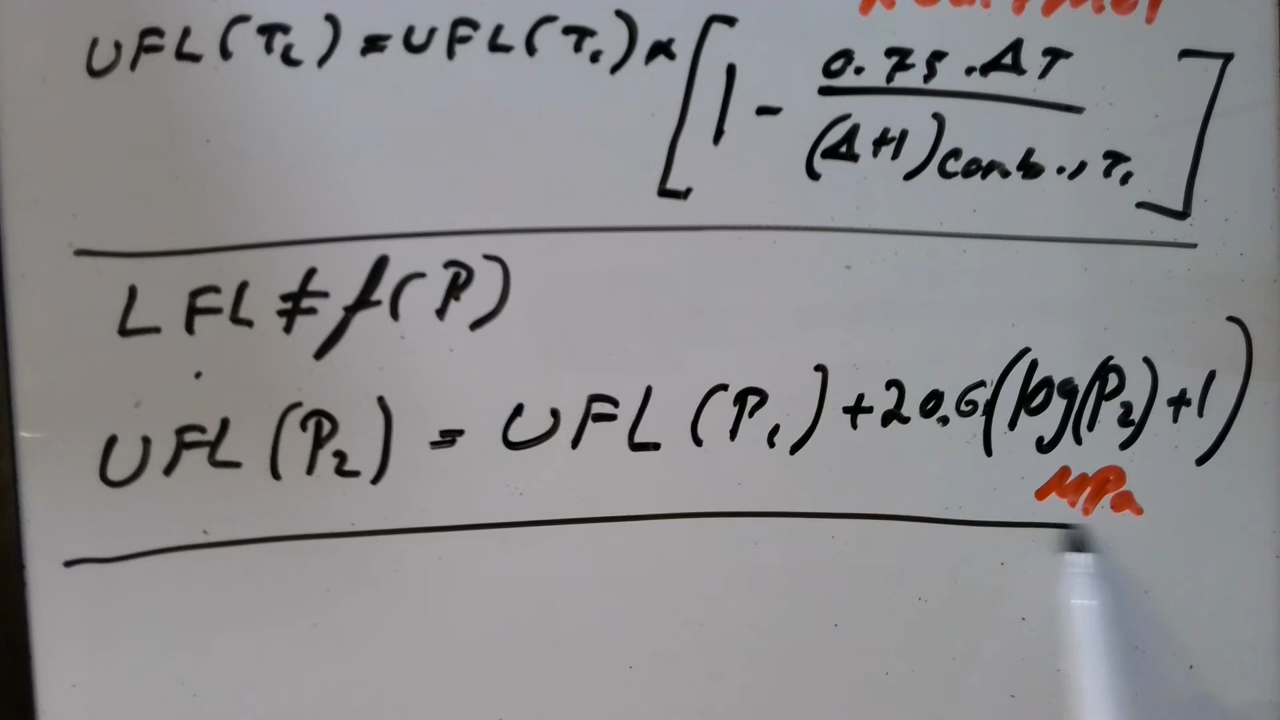 UFL(T₂) = UFL(T₁) × [1 - 0.75 . ΔT / (ΔH)comb., T₁]
LFL ≠ f(P)
UFL(P₂) = UFL(P₁) + 20.6(log(P₂) + 1)
MPa